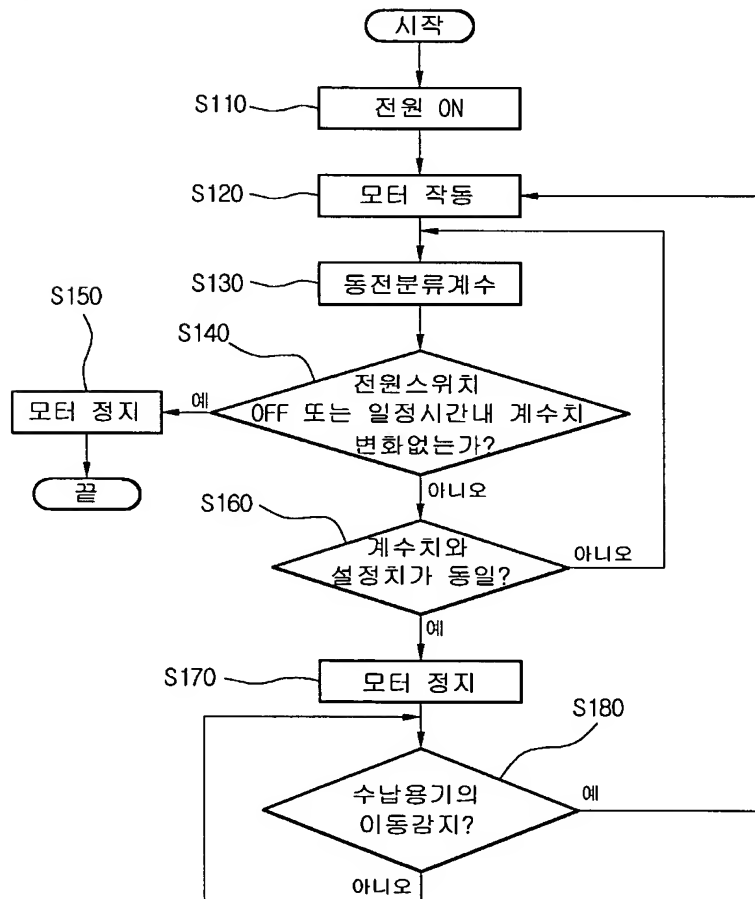 시작
S110
전원 ON
S120
모터 작동
S130
동전분류계수
S150
S140
모터 정지
예
전원스위치
OFF 또는 일정시간내 계수치
변화없는가?
끝
아니오
S160
계수치와
설정치가 동일?
아니오
예
S170
모터 정지
S180
수납용기의
이동감지?
예
아니오